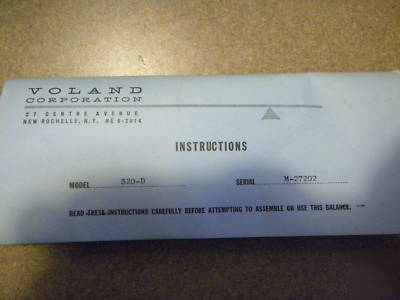 VOLAND
CORPORATION
27 CENTRE AVENUE
NEW ROCHELLE, N.Y. NE 6-2014
INSTRUCTIONS
MODEL 220-D SERIAL M-27202
READ THESE INSTRUCTIONS CAREFULLY BEFORE ATTEMPTING TO ASSEMBLE OR USE THIS BALANCE.